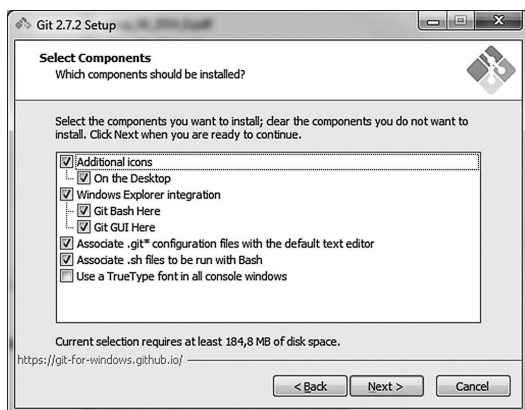 Git 2.7.2 Setup
Select Components
Which components should be installed?
Select the components you want to install; clear the components you do not want to
install. Click Next when you are ready to continue.
Additional icons
On the Desktop
Windows Explorer integration
Git Bash Here
Git GUI Here
Associate .git* configuration files with the default text editor
Associate .sh files to be run with Bash
Use a TrueType font in all console windows
Current selection requires at least 184,8 MB of disk space.
https://git-for-windows.github.io/
< Back Next > Cancel